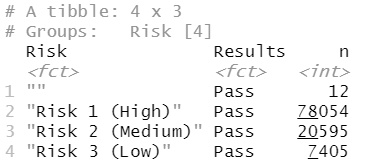 # A tibble: 4 x 3
# Groups: Risk [4]
Risk Results n
<fct> <fct> <int>
1 "" Pass 12
2 "Risk 1 (High)" Pass 78054
3 "Risk 2 (Medium)" Pass 20595
4 "Risk 3 (Low)" Pass 7405